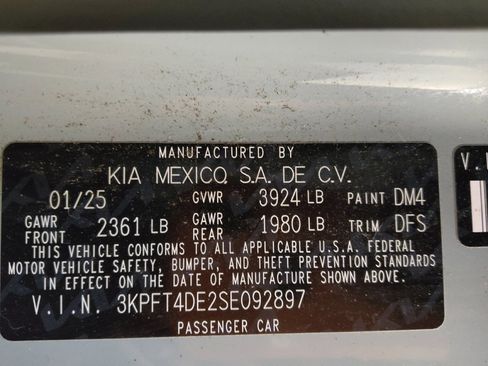 MANUFACTURED BY
KIA MEXICO, S.A. DE C.V.
01/25 GVWR 3924 LB PAINT DM4
GAWR FRONT 2361 LB GAWR REAR 1980 LB TRIM DFS
THIS VEHICLE CONFORMS TO ALL APPLICABLE U.S.A. FEDERAL
MOTOR VEHICLE SAFETY, BUMPER, AND THEFT PREVENTION STANDARDS
IN EFFECT ON THE DATE OF MANUFACTURE SHOWN ABOVE.
V.I.N. 3KPFT4DE2SE092897
PASSENGER CAR